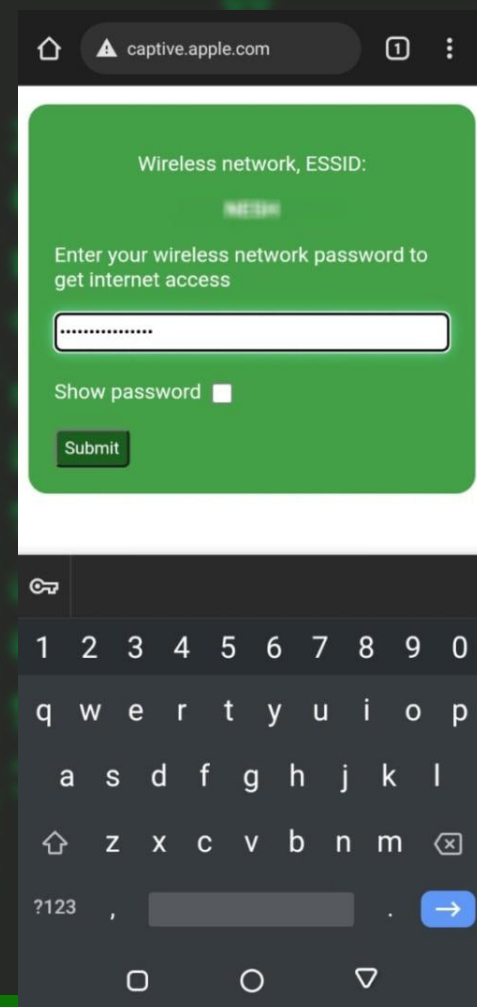 captive.apple.com 1
Wireless network, ESSID:
Enter your wireless network password to
get internet access
................
Show password
Submit
1 2 3 4 5 6 7 8 9 0
q w e r t y u i o p
a s d f g h j k l
z x c v b n m
?123 , .